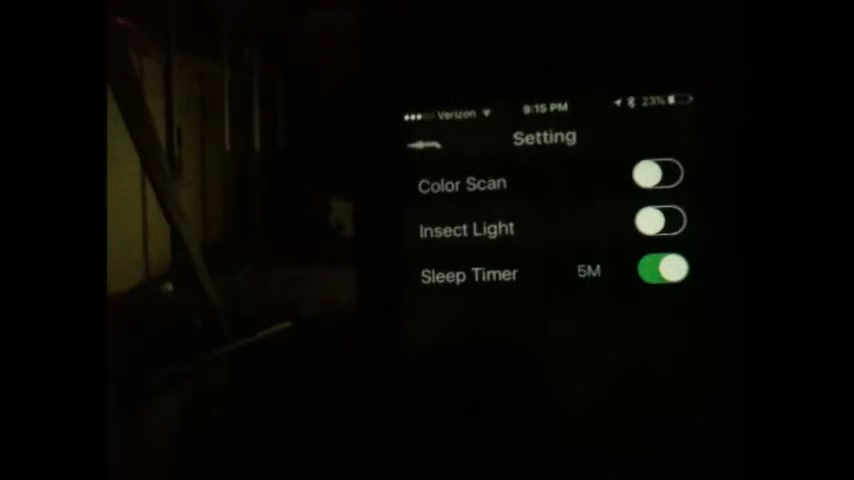 Verizon 9:15 PM 23%
Setting
Color Scan
Insect Light
Sleep Timer 5M